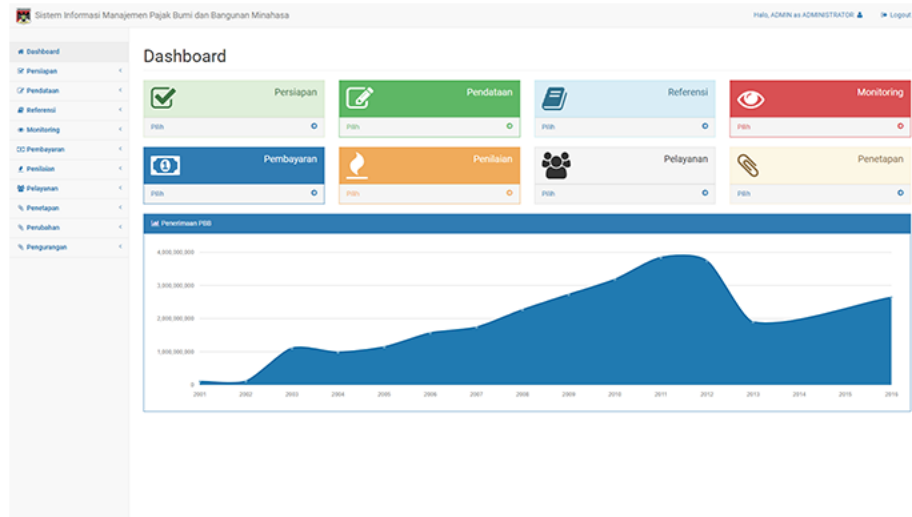 Sistem Informasi Manajemen Pajak Bumi dan Bangunan Minahasa
Halo, ADMIN as ADMINISTRATOR
Logout
Dashboard
Persiapan
Pendataan
Referensi
Monitoring
Pembayaran
Penilaian
Pelayanan
Penetapan
Perubahan
Pengurangan
Dashboard
Persiapan
Pilih
Pendataan
Pilih
Referensi
Pilih
Monitoring
Pilih
Pembayaran
Pilih
Penilaian
Pilih
Pelayanan
Pilih
Penetapan
Pilih
Penerimaan PBB
4,000,000,000
3,000,000,000
2,000,000,000
1,000,000,000
0
2001 2002 2003 2004 2005 2006 2007 2008 2009 2010 2011 2012 2013 2014 2015 2016